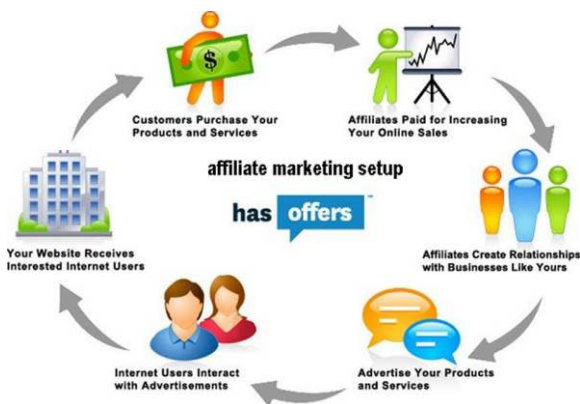 $
Customers Purchase Your
Products and Services
Affiliates Paid for Increasing
Your Online Sales
affiliate marketing setup
has offers™
Your Website Receives
Interested Internet Users
Affiliates Create Relationships
with Businesses Like Yours
Internet Users Interact
with Advertisements
Advertise Your Products
and Services